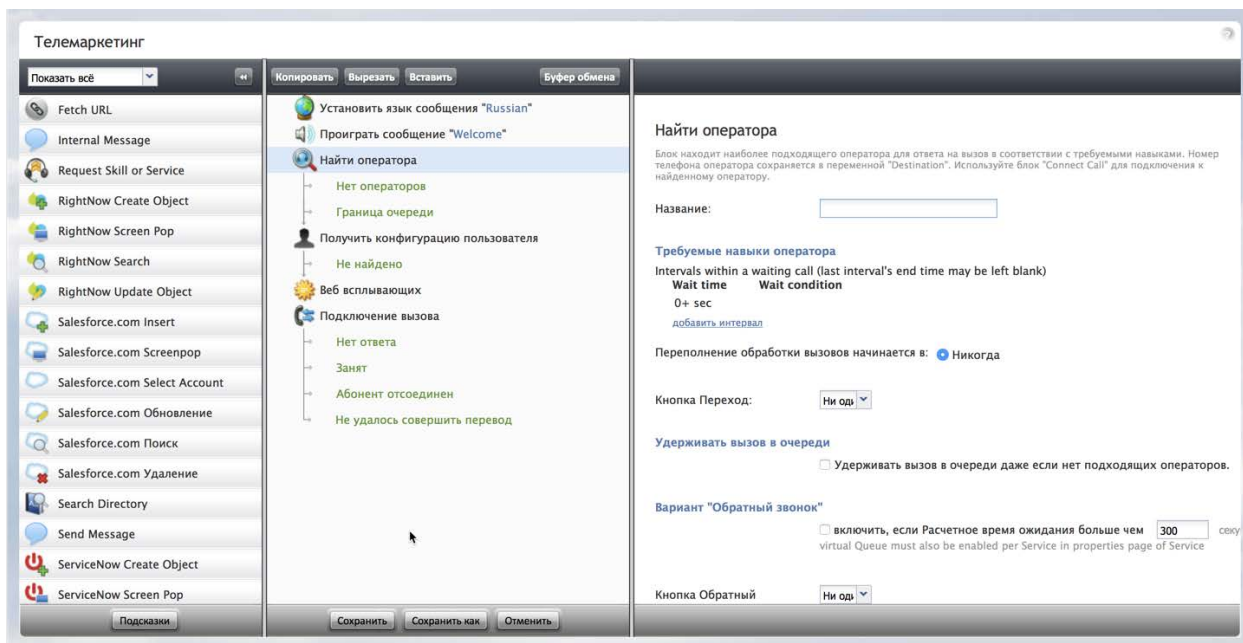 Телемаркетинг
Показать всё
Fetch URL
Internal Message
Request Skill or Service
RightNow Create Object
RightNow Screen Pop
RightNow Search
RightNow Update Object
Salesforce.com Insert
Salesforce.com Screenpop
Salesforce.com Select Account
Salesforce.com Обновление
Salesforce.com Поиск
Salesforce.com Удаление
Search Directory
Send Message
ServiceNow Create Object
ServiceNow Screen Pop
Подсказки
Копировать Вырезать Вставить Буфер обмена
Установить язык сообщения "Russian"
Проиграть сообщение "Welcome"
Найти оператора
Нет операторов
Граница очереди
Получить конфигурацию пользователя
Не найдено
Веб всплывающих
Подключение вызова
Нет ответа
Занят
Абонент отсоединен
Не удалось совершить перевод
Сохранить Сохранить как Отменить
Найти оператора
Блок находит наиболее подходящего оператора для ответа на вызов в соответствии с требуемыми навыками. Номер
телефона оператора сохраняется в переменной "Destination". Используйте блок "Connect Call" для подключения к
найденному оператору.
Название:
Требуемые навыки оператора
Intervals within a waiting call (last interval's end time may be left blank)
Wait time Wait condition
0+ sec
добавить интервал
Переполнение обработки вызовов начинается в: Никогда
Кнопка Переход: Ни оди
Удерживать вызов в очереди
Удерживать вызов в очереди даже если нет подходящих операторов.
Вариант "Обратный звонок"
включить, если Расчетное время ожидания больше чем 300 секу
virtual Queue must also be enabled per Service in properties page of Service
Кнопка Обратный Ни оди